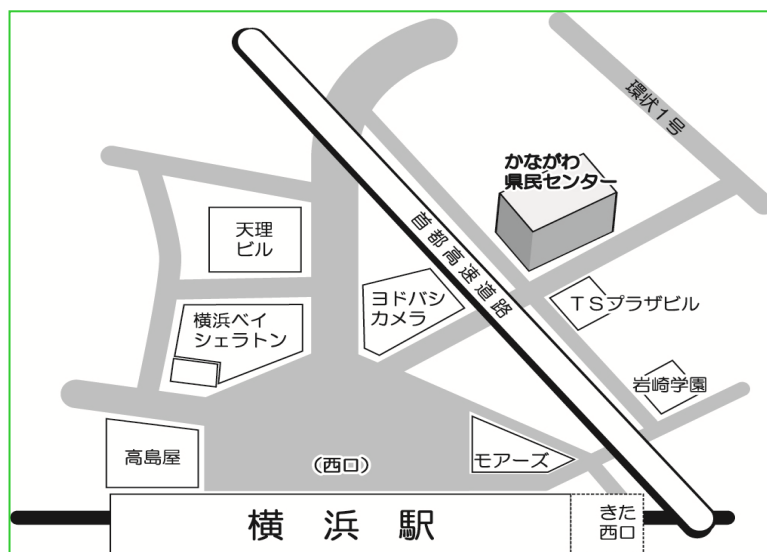 環状1号
かながわ
県民センター
天理
ビル
首都高速道路
ヨドバシ
カメラ
TSプラザビル
横浜ベイ
シェラトン
岩崎学園
高島屋
(西口)
モアーズ
横浜駅
きた
西口